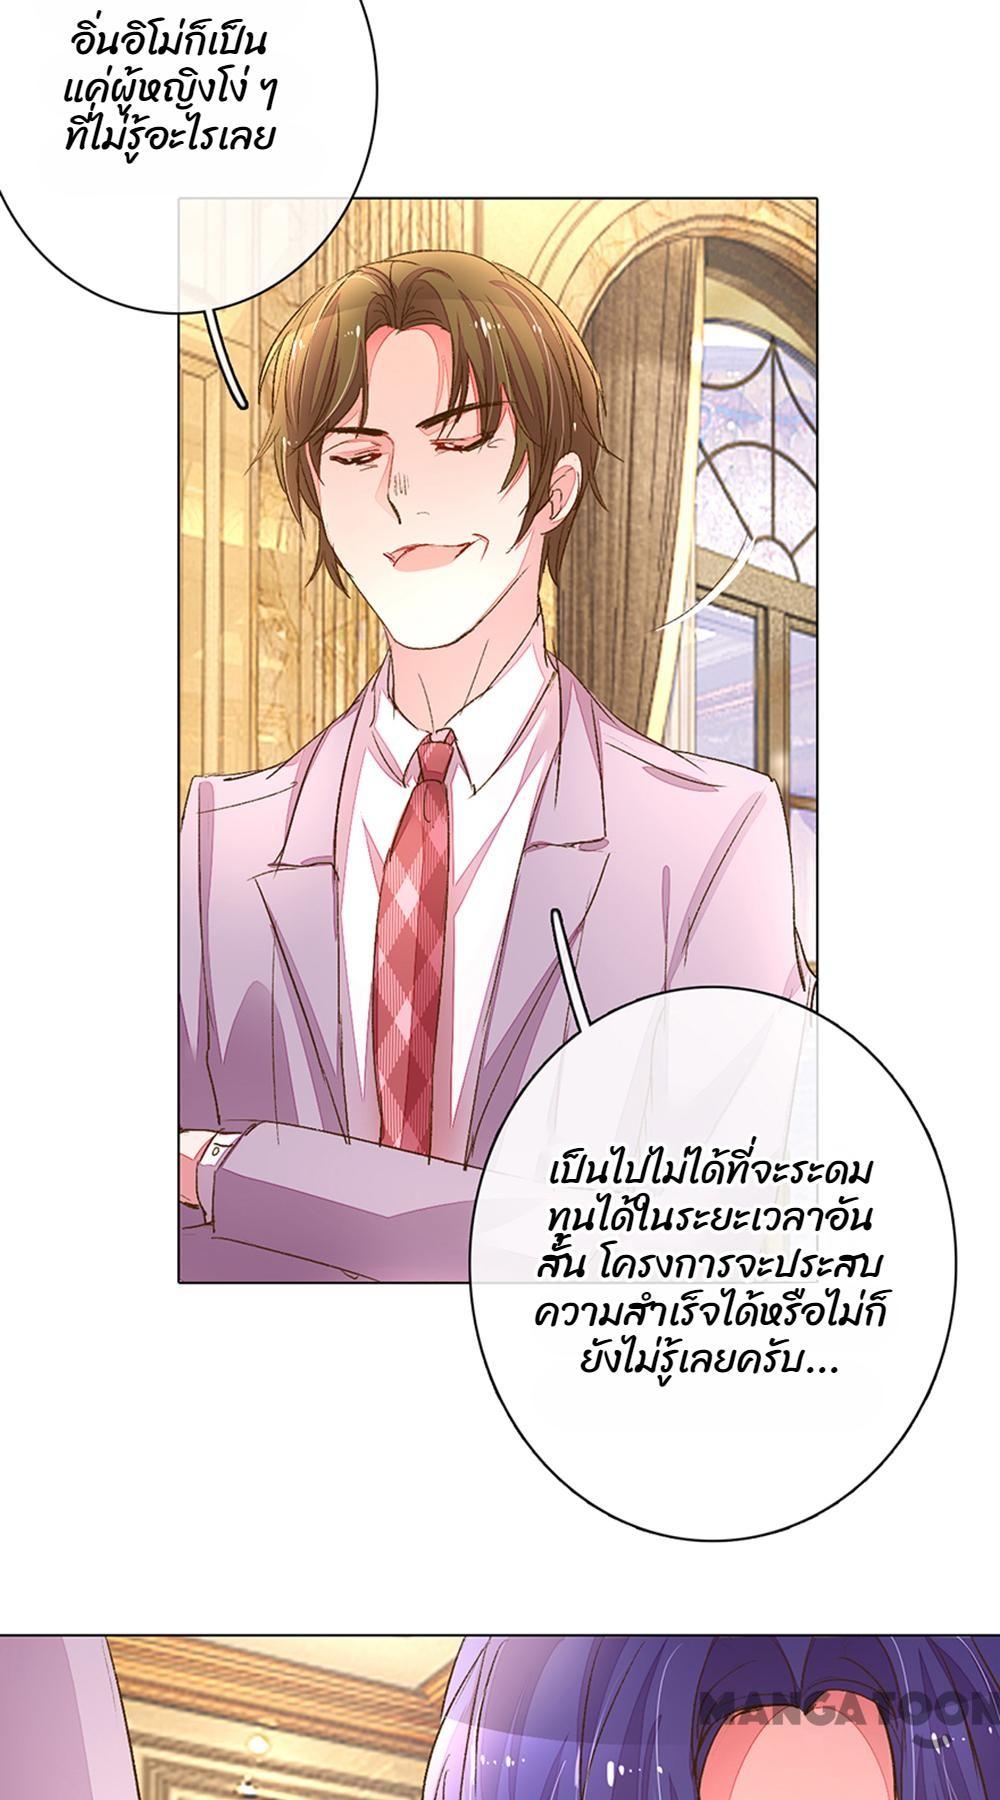 อิ่นอิโม่ก็เป็น
แค่ผู้หญิงโง่ ๆ
ที่ไม่รู้อะไรเลย
เป็นไปไม่ได้ที่จะระดม
ทุนได้ในระยะเวลาอัน
สั้น โครงการจะประสบ
ความสำเร็จได้หรือไม่ก็
ยังไม่รู้เลยครับ...
MANGATOON